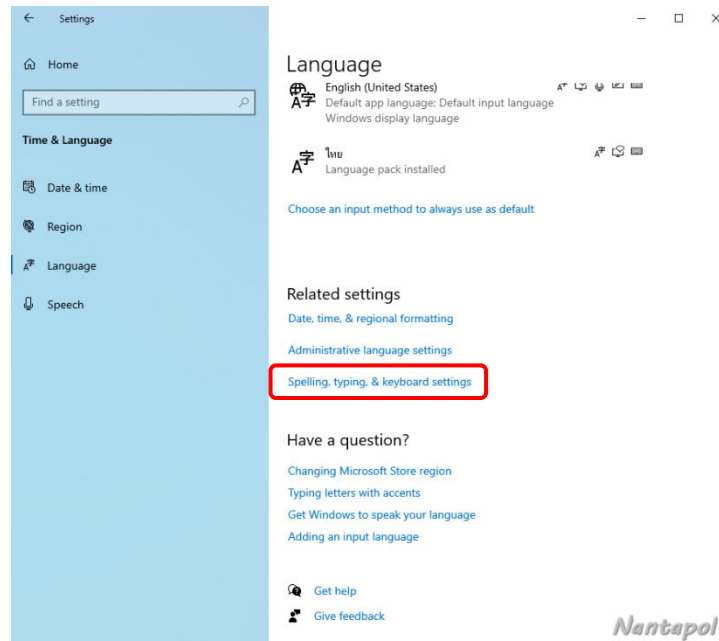 Settings
Home
Find a setting
Time & Language
Date & time
Region
Language
Speech
Language
English (United States)
Default app language: Default input language
Windows display language
ไทย
Language pack installed
Choose an input method to always use as default
Related settings
Date, time, & regional formatting
Administrative language settings
Spelling, typing, & keyboard settings
Have a question?
Changing Microsoft Store region
Typing letters with accents
Get Windows to speak your language
Adding an input language
Get help
Give feedback
Nantapol